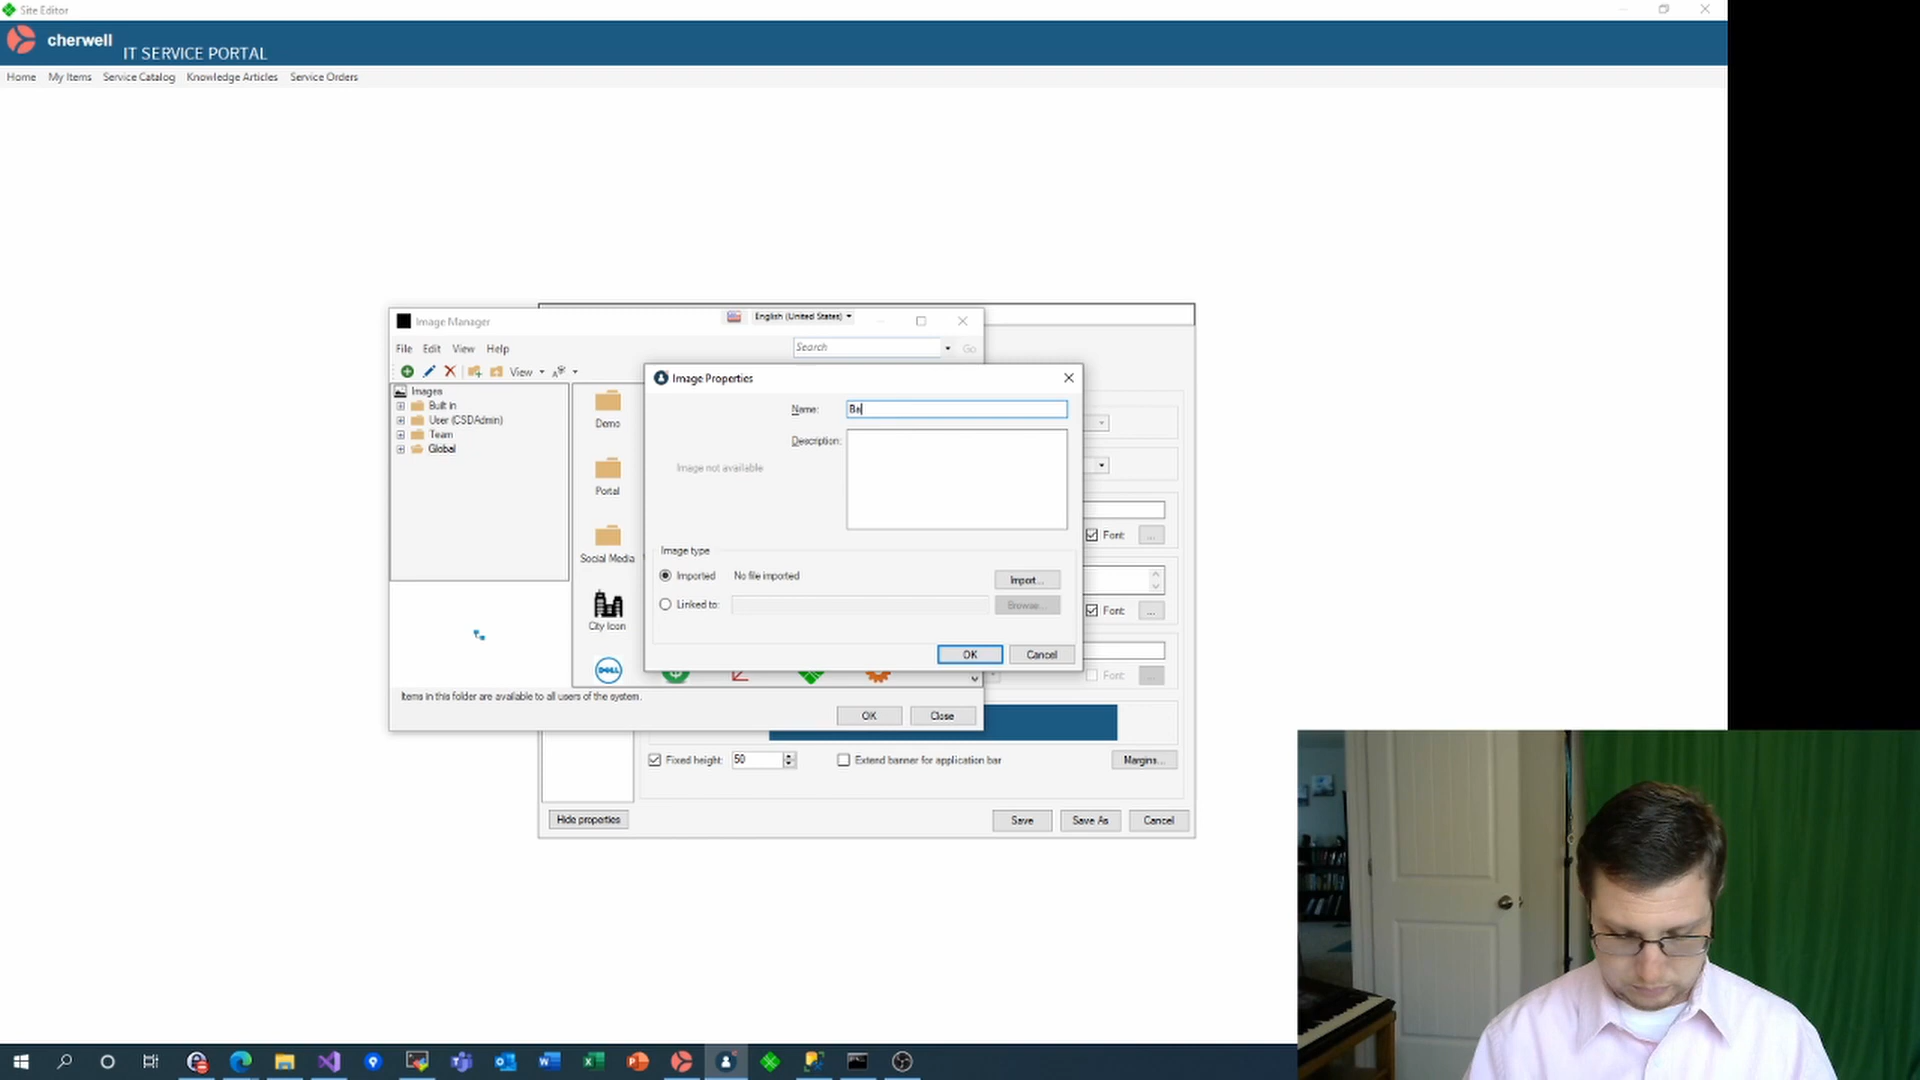 Site Editor
cherwell
IT SERVICE PORTAL
Home My Items Service Catalog Knowledge Articles Service Orders
Image Manager
English (United States)
File Edit View Help
Search
Go
View
Images
Built in
User (CSDAdmin)
Team
Global
Demo
Portal
Social Media
City Icon
DELL
Items in this folder are available to all users of the system.
OK Close
Image Properties
Name: Ba
Description:
Image not available
Image type
Imported No file imported Import...
Linked to: Browse...
OK Cancel
Font: ...
Font: ...
Font: ...
Fixed height: 50 Extend banner for application bar Margins...
Hide properties Save Save As Cancel